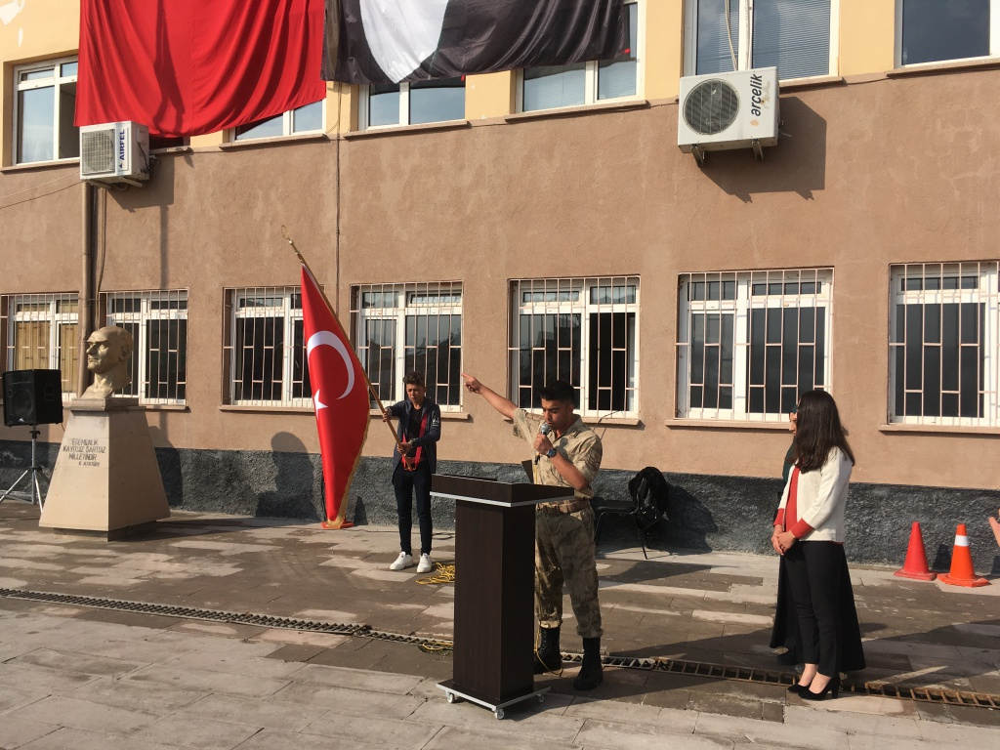 arçelik
AIRFEL
EGEMENLİK
KAYITSIZ ŞARTSIZ
MİLLETİNDİR
K. ATATÜRK